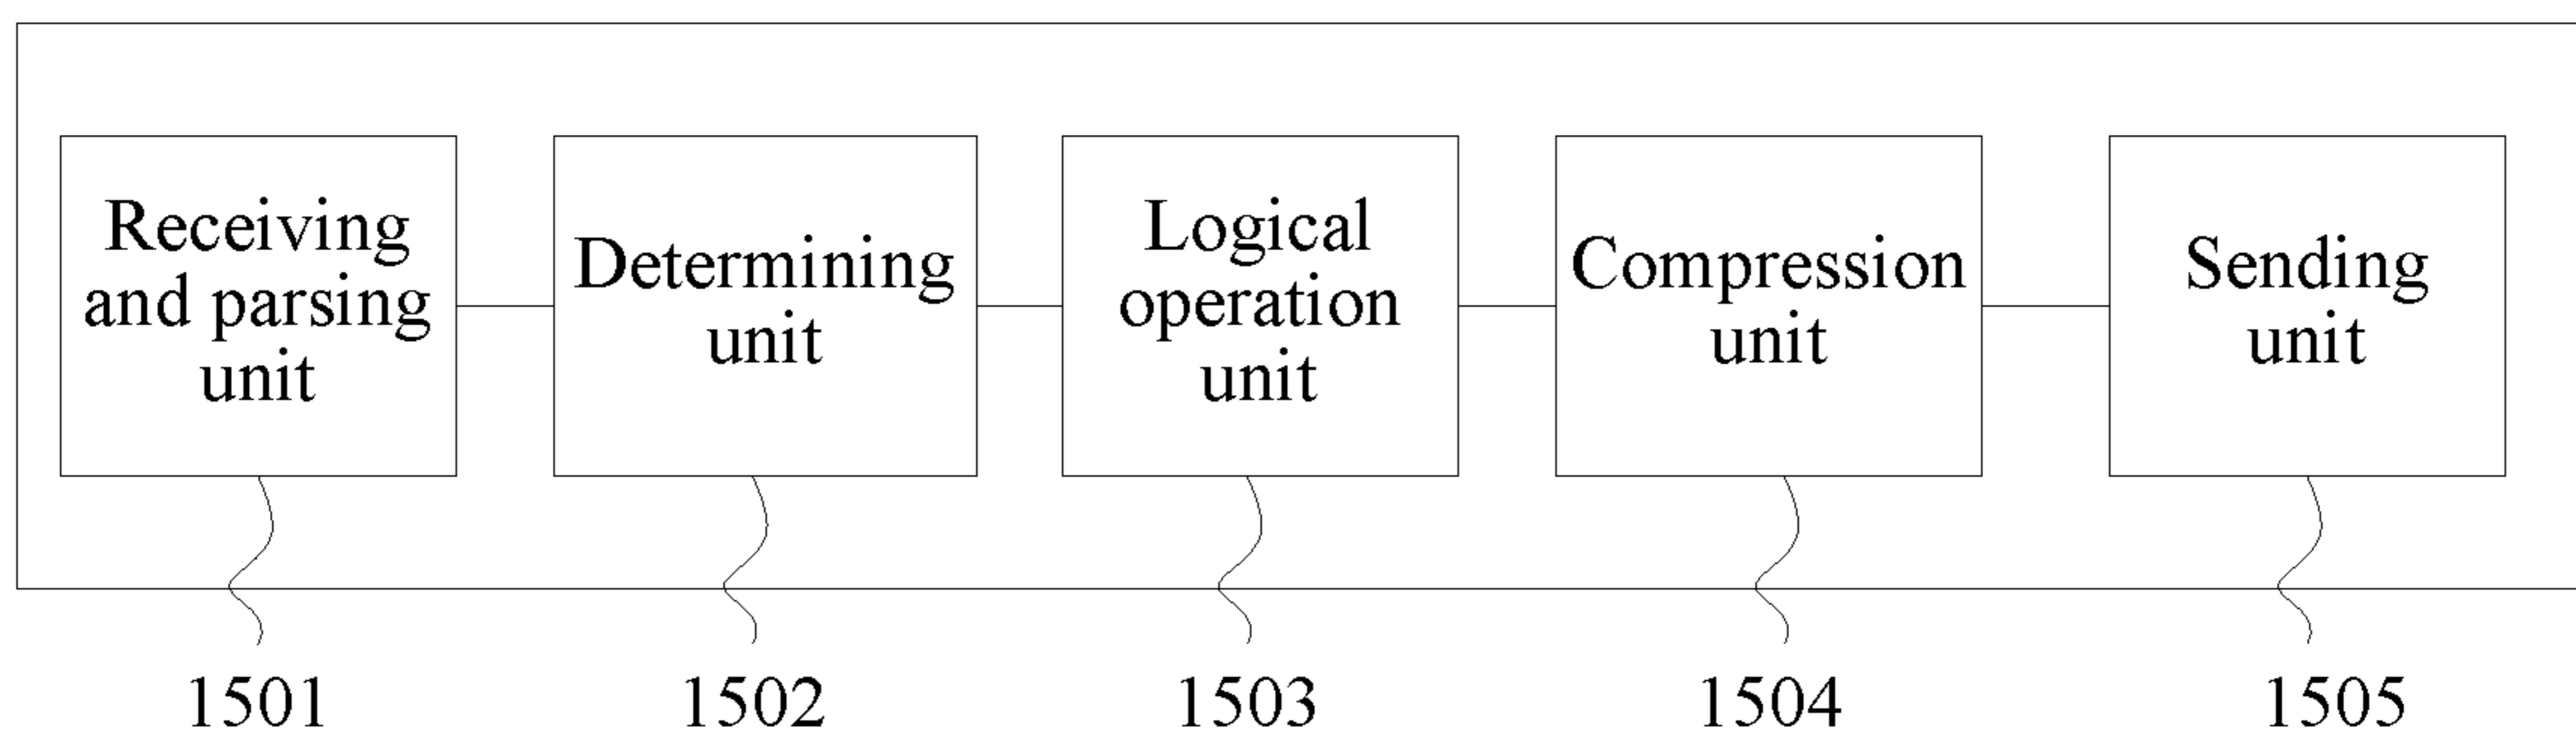 Receiving
and parsing
unit
Determining
unit
Logical
operation
unit
Compression
unit
Sending
unit
1501
1502
1503
1504
1505